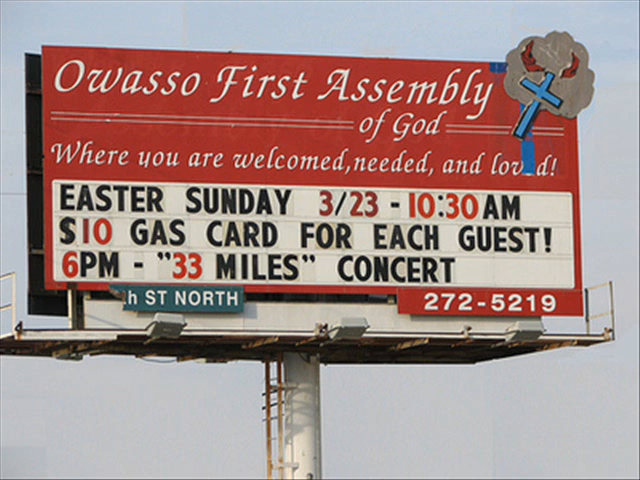 Owasso First Assembly
of God
Where you are welcomed, needed, and loved!
EASTER SUNDAY 3/23 - 10:30 AM
$10 GAS CARD FOR EACH GUEST!
6PM - "33 MILES" CONCERT
h ST NORTH
272-5219